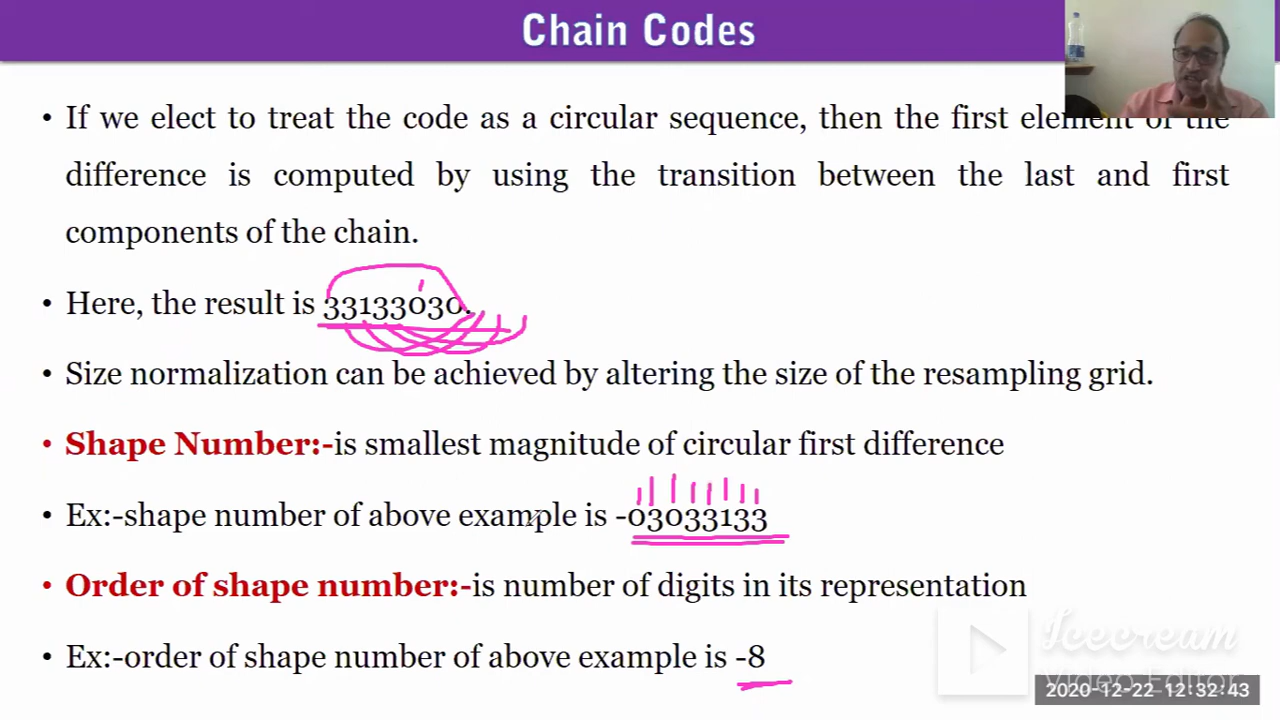 Chain Codes
• If we elect to treat the code as a circular sequence, then the first element of the
difference is computed by using the transition between the last and first
components of the chain.
• Here, the result is 33133030.
• Size normalization can be achieved by altering the size of the resampling grid.
• Shape Number:-is smallest magnitude of circular first difference
Ex:-shape number of above example is -03033133
• Order of shape number:-is number of digits in its representation
• Ex:-order of shape number of above example is -8
Icecream
Video Editor
2020-12-22 12:32:43